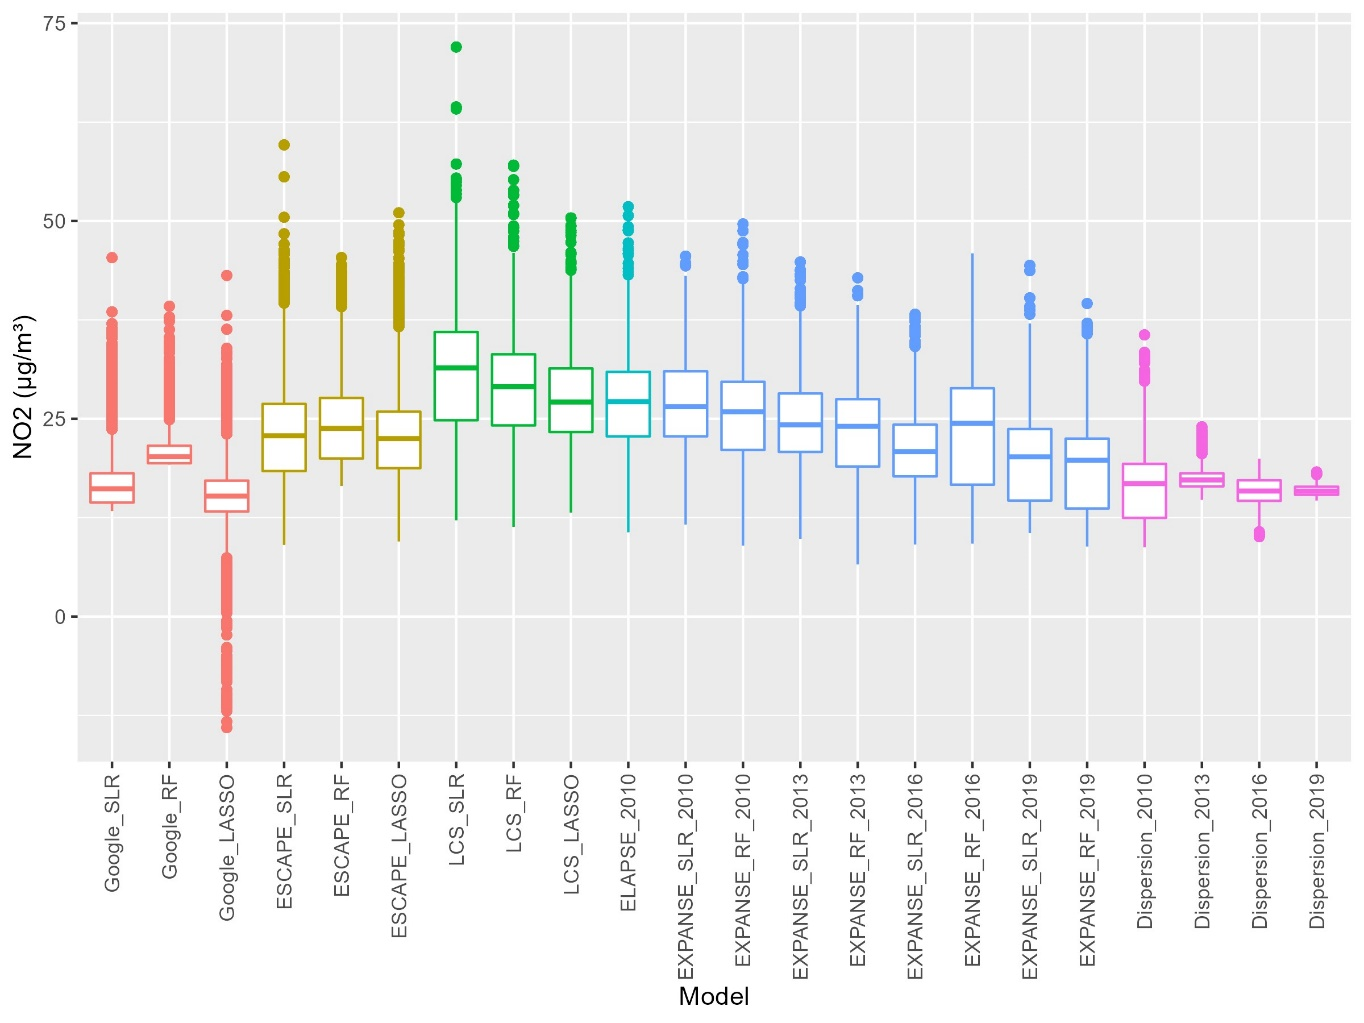 75
50
25
0
NO2 (µg/m³)
Google_SLR
Google_RF
Google_LASSO
ESCAPE_SLR
ESCAPE_RF
ESCAPE_LASSO
LCS_SLR
LCS_RF
LCS_LASSO
ELAPSE_2010
EXPANSE_SLR_2010
EXPANSE_RF_2010
EXPANSE_SLR_2013
EXPANSE_RF_2013
EXPANSE_SLR_2016
EXPANSE_RF_2016
EXPANSE_SLR_2019
EXPANSE_RF_2019
Dispersion_2010
Dispersion_2013
Dispersion_2016
Dispersion_2019
Model